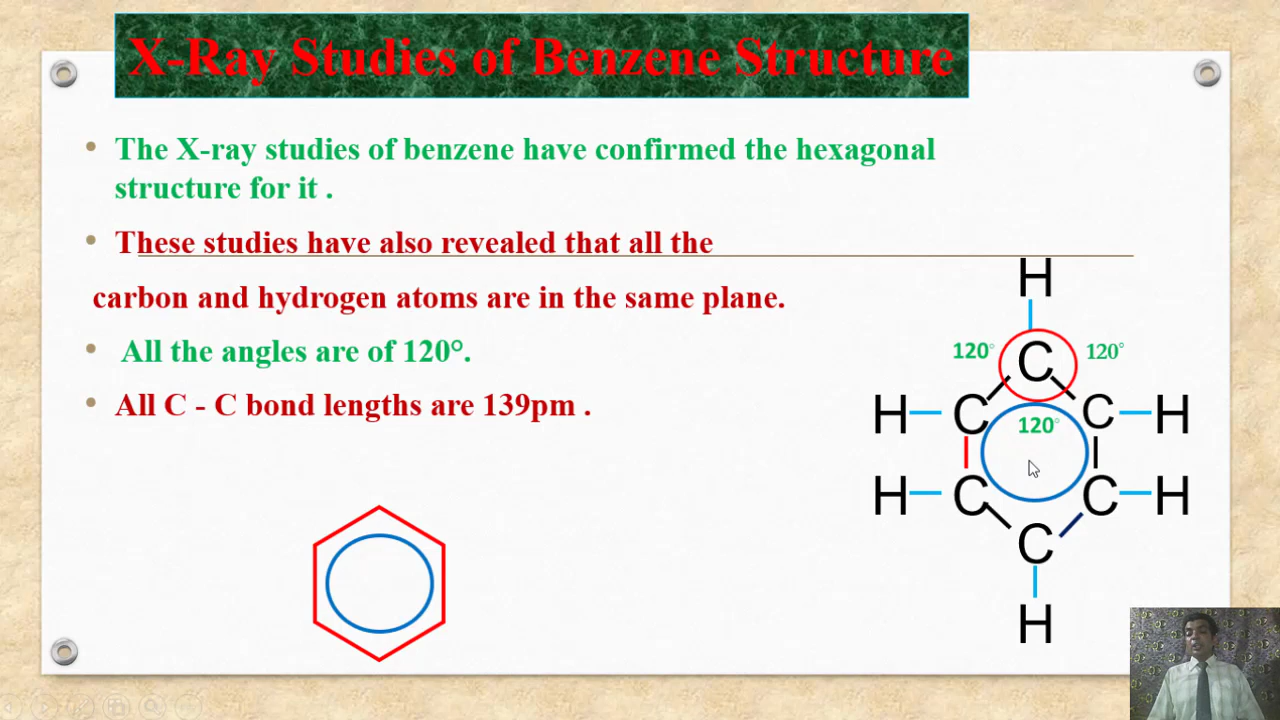 X-Ray Studies of Benzene Structure
• The X-ray studies of benzene have confirmed the hexagonal
structure for it .
• These studies have also revealed that all the
carbon and hydrogen atoms are in the same plane.
• All the angles are of 120°.
• All C - C bond lengths are 139pm .
H
120° C 120°
H C C H
120°
H C C H
C
H